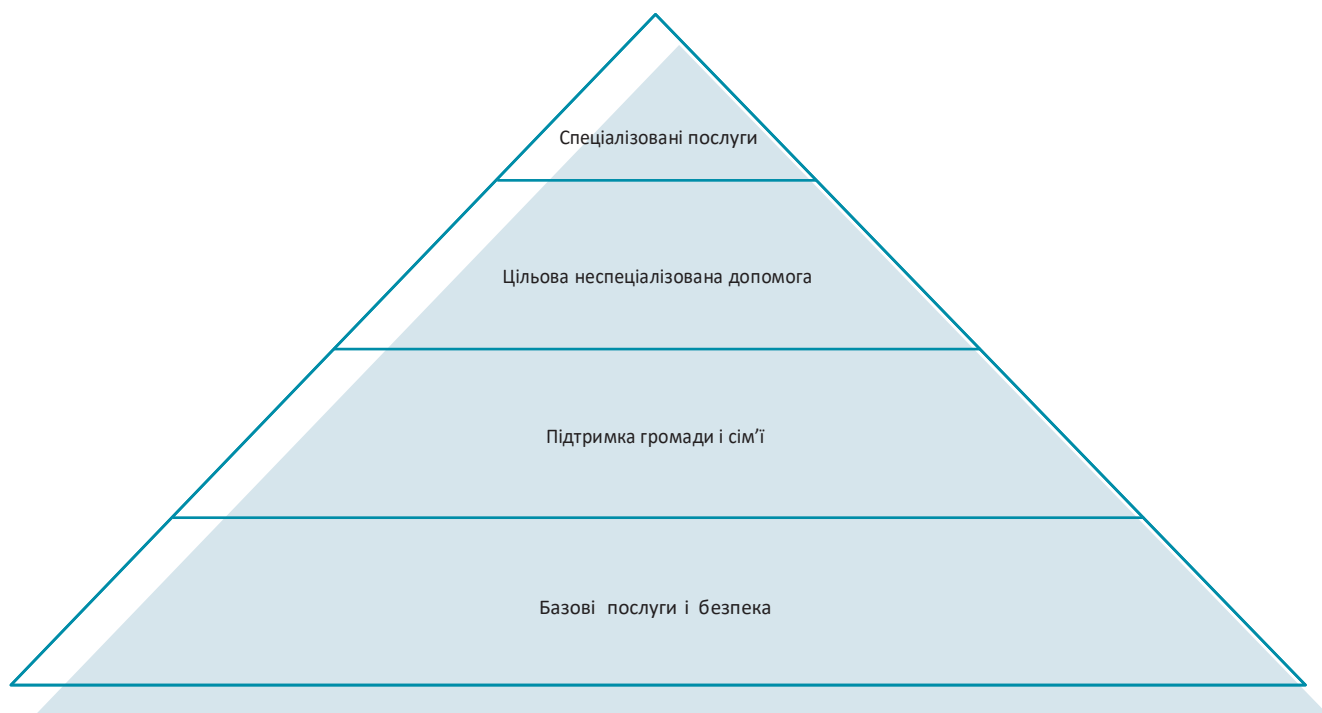 Спеціалізовані послуги
Цільова неспеціалізована допомога
Підтримка громади і сім’ї
Базові послуги і безпека